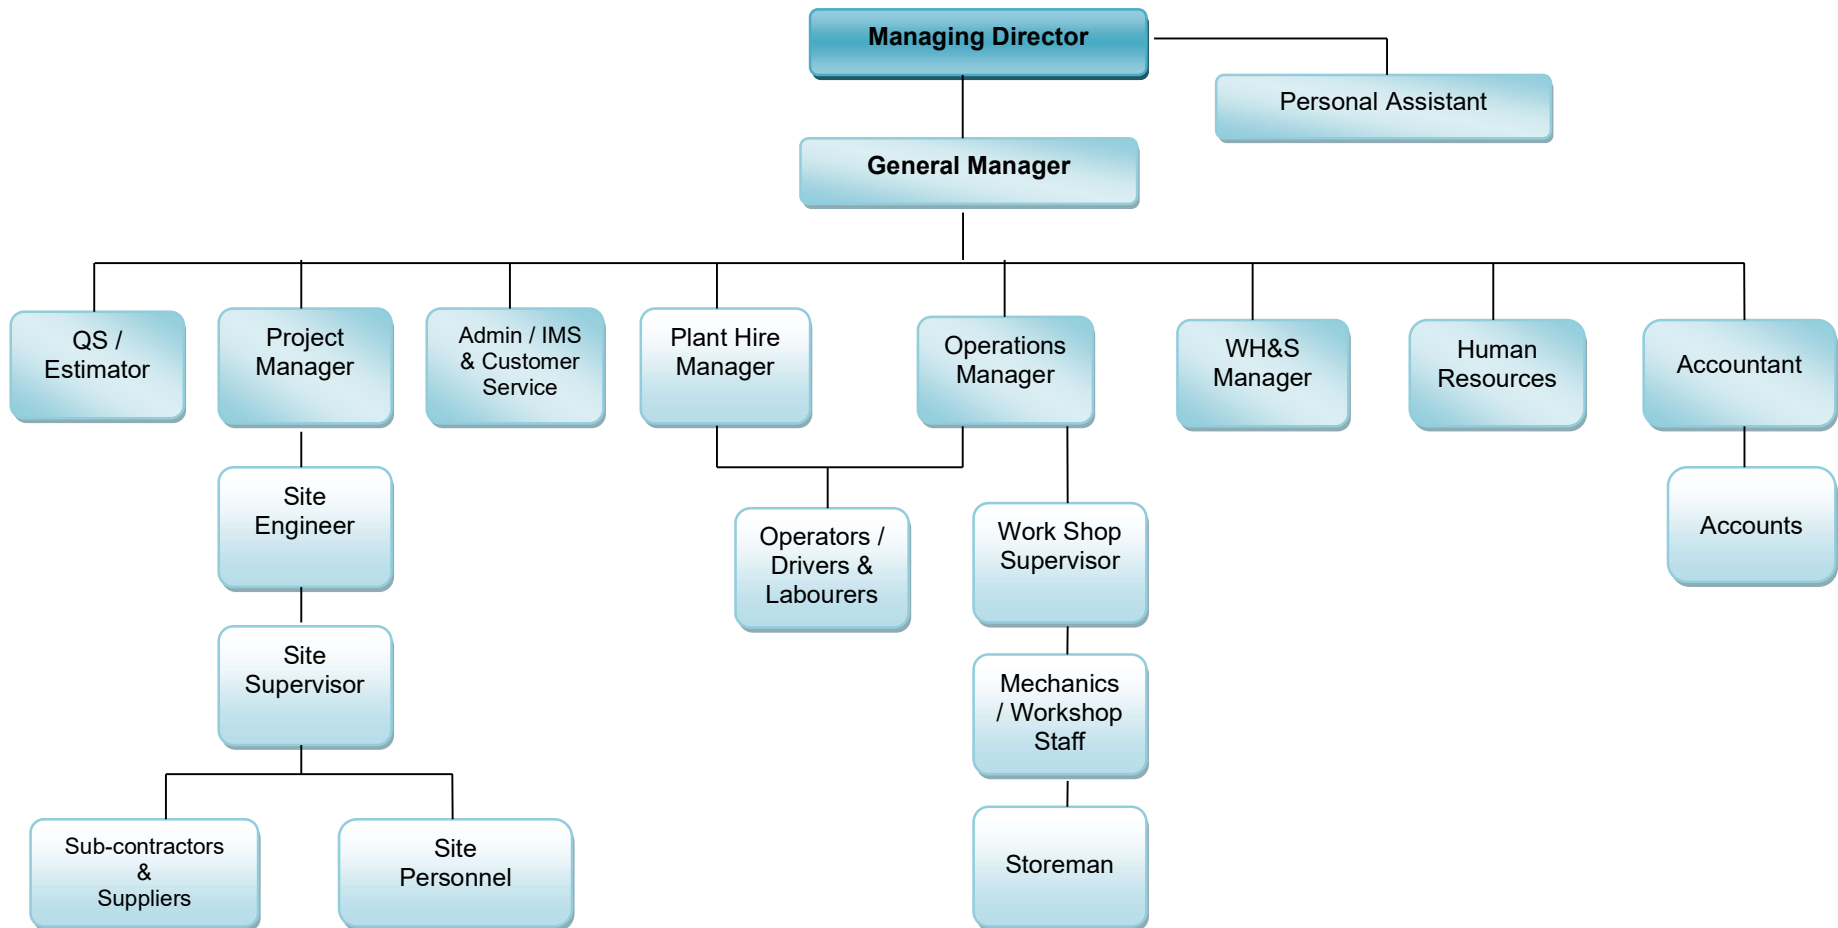 Managing Director
Personal Assistant
General Manager
QS /
Estimator
Project
Manager
Admin / IMS
& Customer
Service
Plant Hire
Manager
Operations
Manager
WH&S
Manager
Human
Resources
Accountant
Site
Engineer
Operators /
Drivers &
Labourers
Work Shop
Supervisor
Accounts
Site
Supervisor
Mechanics
/ Workshop
Staff
Sub-contractors
&
Suppliers
Site
Personnel
Storeman